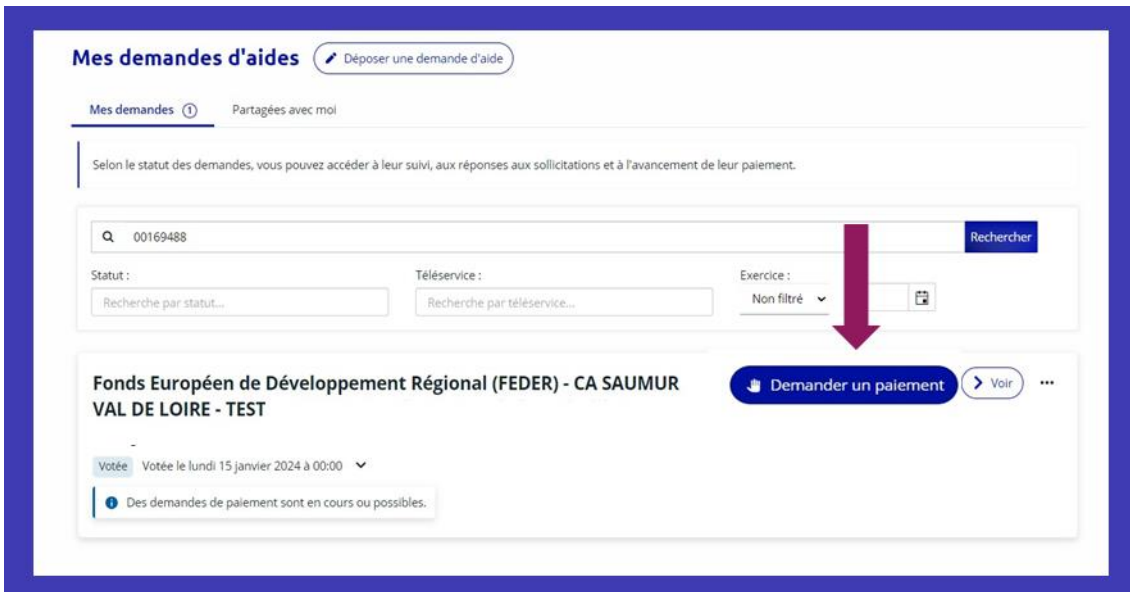 Mes demandes d'aides
Déposer une demande d'aide
Mes demandes 1
Partagées avec moi
Selon le statut des demandes, vous pouvez accéder à leur suivi, aux réponses aux sollicitations et à l'avancement de leur paiement.
00169488
Rechercher
Statut :
Téléservice :
Exercice :
Recherche par statut...
Recherche par téléservice...
Non filtré
Fonds Européen de Développement Régional (FEDER) - CA SAUMUR
VAL DE LOIRE - TEST
Demander un paiement
Voir
...
-
Votée
Votée le lundi 15 janvier 2024 à 00:00
Des demandes de paiement sont en cours ou possibles.